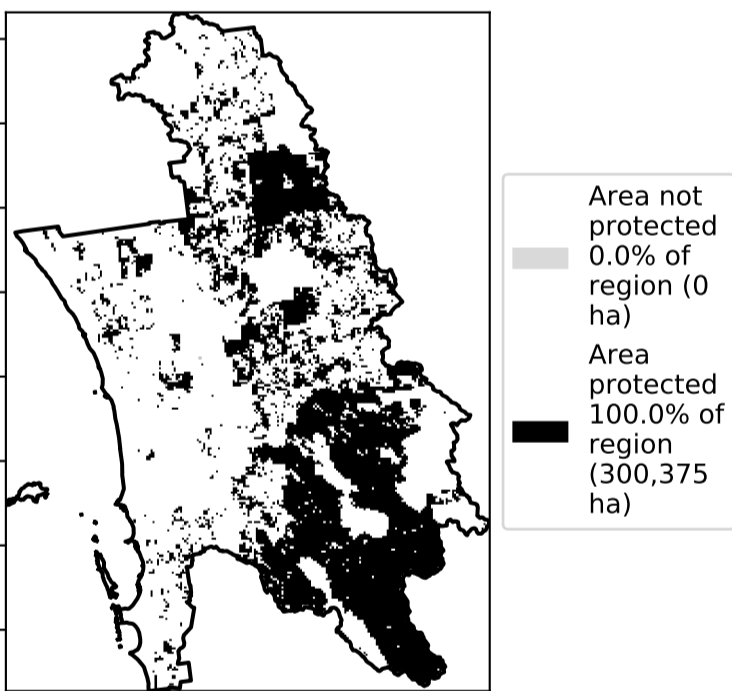 Area not
protected
0.0% of
region (0
ha)
Area
protected
100.0% of
region
(300,375
ha)